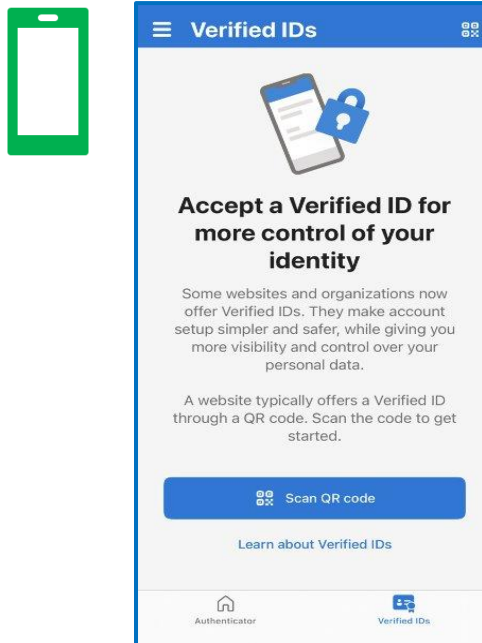 Verified IDs
Accept a Verified ID for
more control of your
identity
Some websites and organizations now
offer Verified IDs. They make account
setup simpler and safer, while giving you
more visibility and control over your
personal data.
A website typically offers a Verified ID
through a QR code. Scan the code to get
started.
Scan QR code
Learn about Verified IDs
Authenticator
Verified IDs